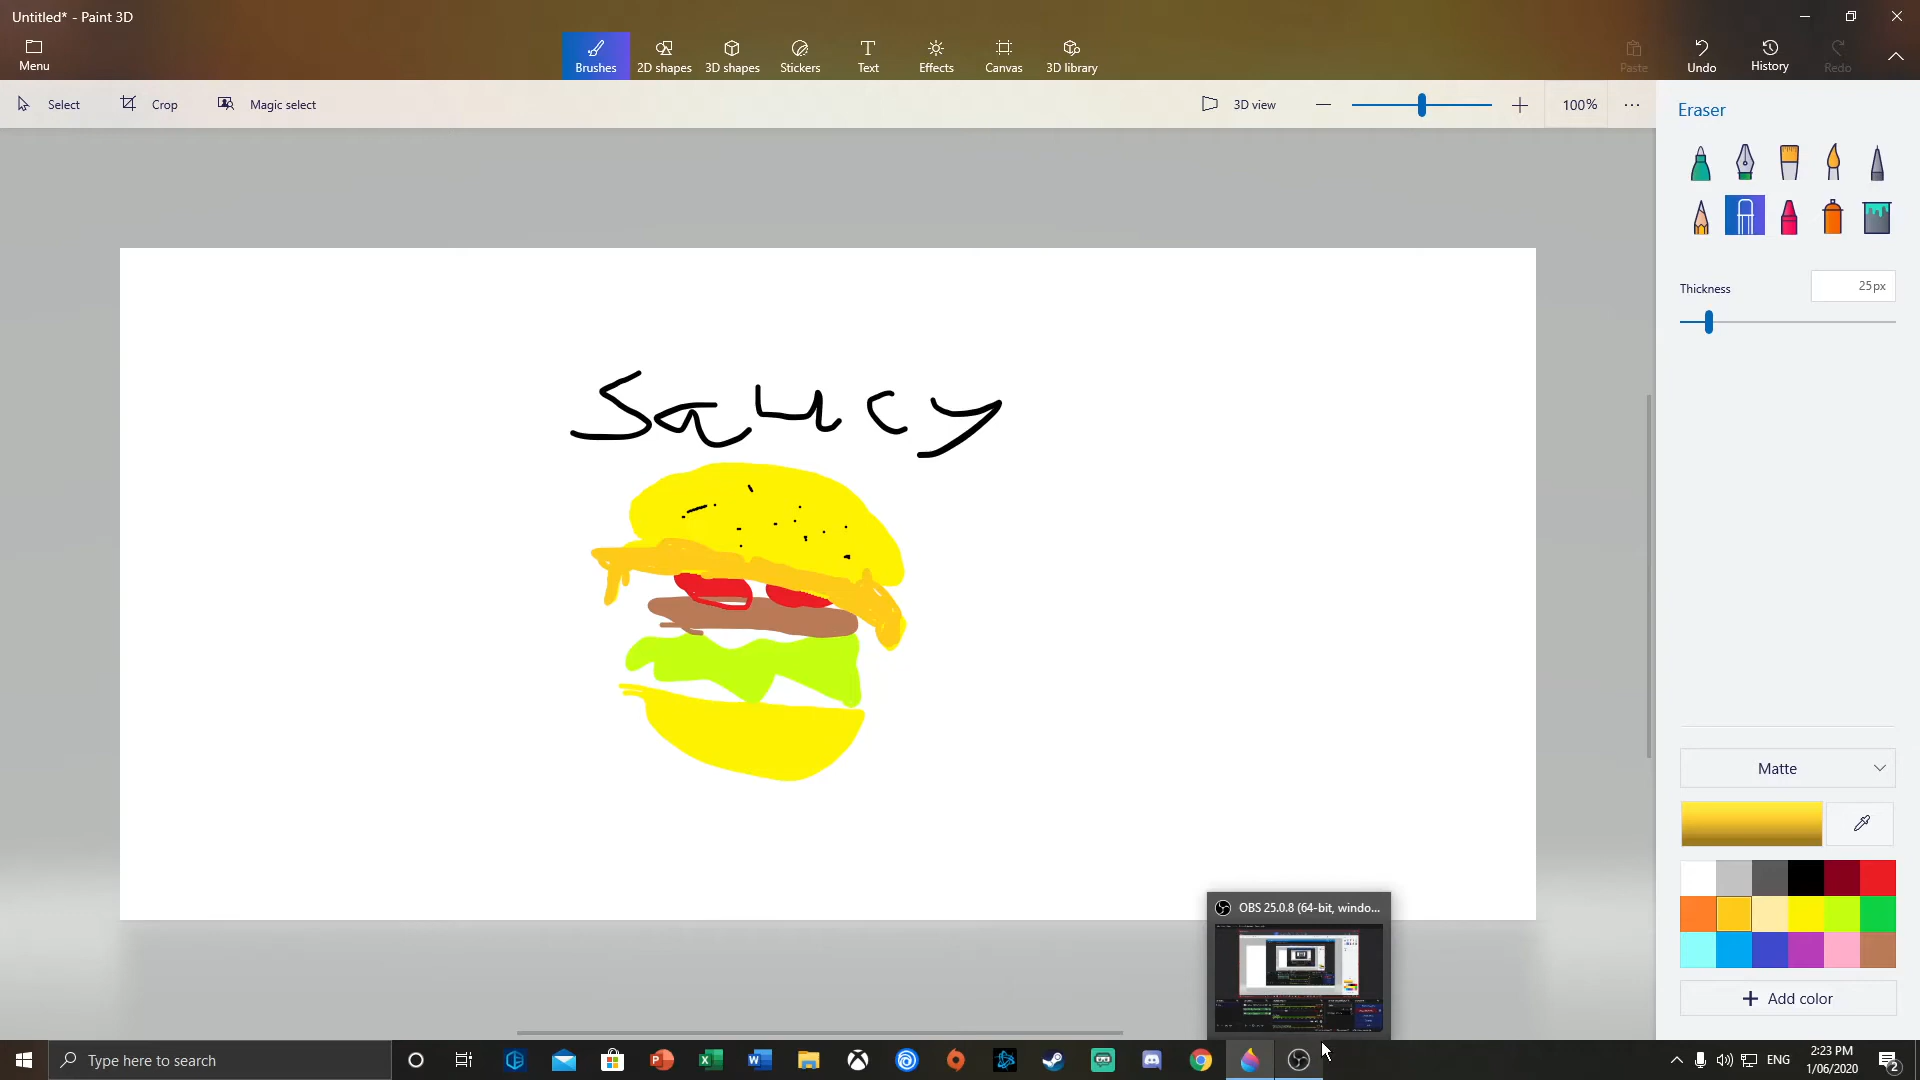 Untitled* - Paint 3D
Menu
Brushes 2D shapes 3D shapes Stickers Text Effects Canvas 3D library
Paste Undo History Redo
Select Crop Magic select
3D view 100%
Eraser
Thickness 25px
Saucy
Matte
Add color
OBS 25.0.8 (64-bit, windo...
Type here to search
ENG
2:23 PM
1/06/2020
2